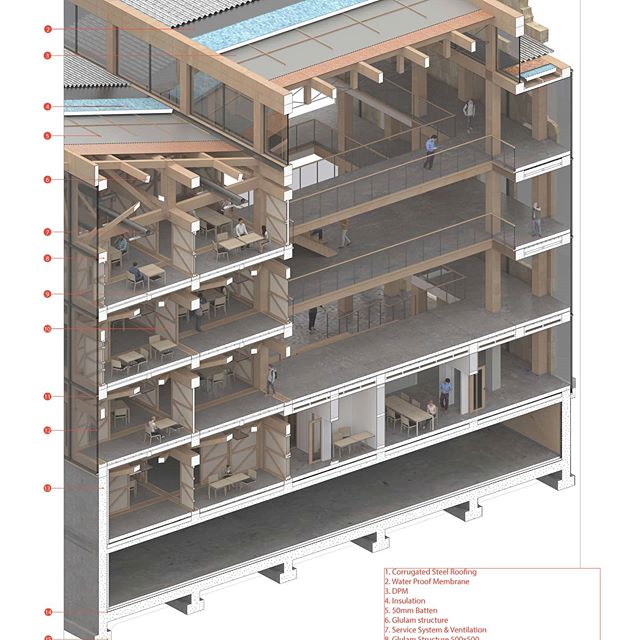 2
3
4
5
6
7
8
9
10
11
12
13
14
15
1. Corrugated Steel Roofing
2. Water Proof Membrane
3. DPM
4. Insulation
5. 50mm Batten
6. Glulam structure
7. Service System & Ventilation
8. Glulam Structure 500x500